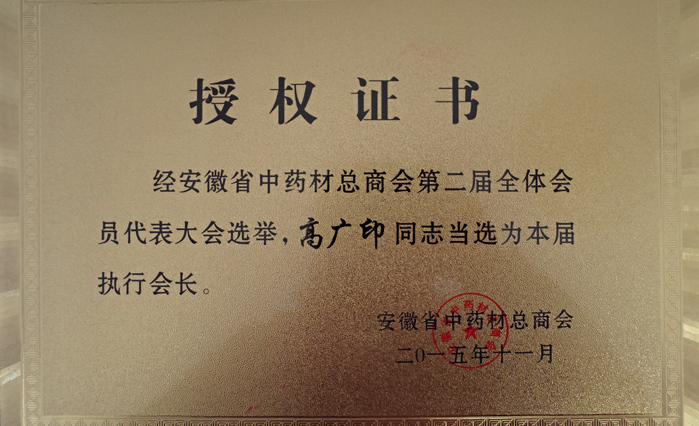 授权证书
经安徽省中药材总商会第二届全体会
员代表大会选举，高广印同志当选为本届
执行会长。
安徽省中药材总商会
二〇一五年十一月